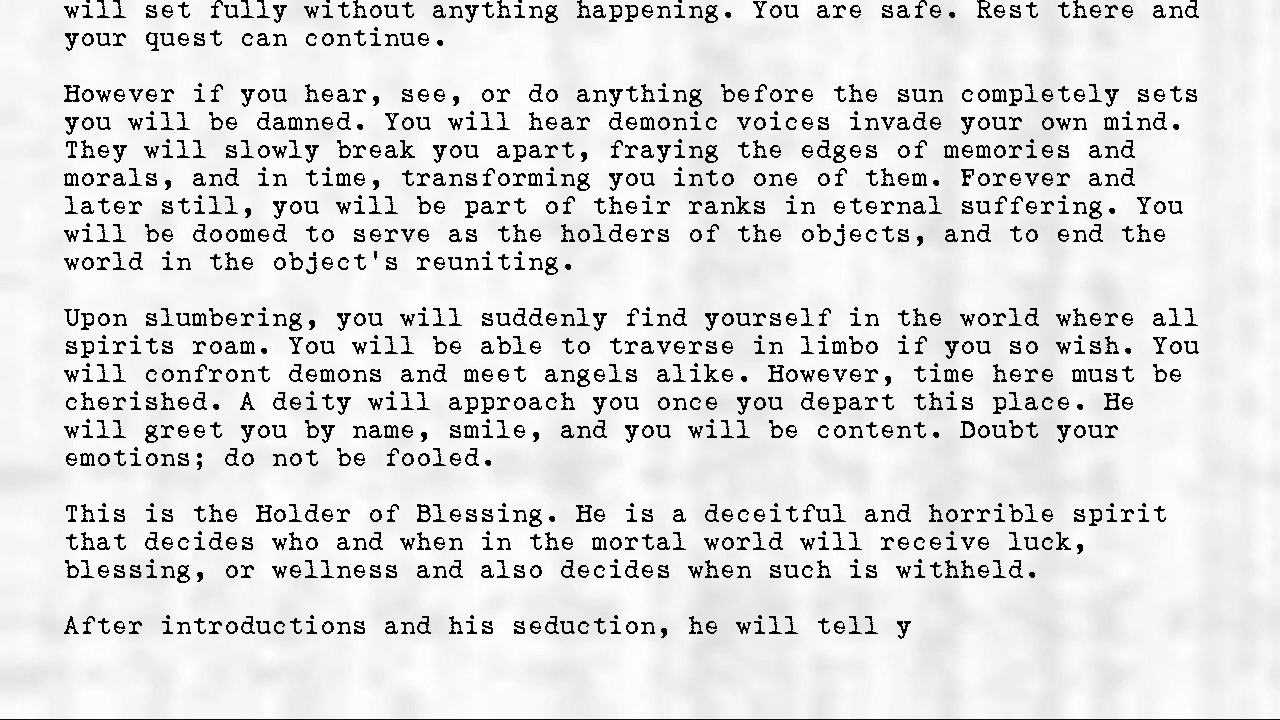 will set fully without anything happening. You are safe. Rest there and
your quest can continue.
However if you hear, see, or do anything before the sun completely sets
you will be damned. You will hear demonic voices invade your own mind.
They will slowly break you apart, fraying the edges of memories and
morals, and in time, transforming you into one of them. Forever and
later still, you will be part of their ranks in eternal suffering. You
will be doomed to serve as the holders of the objects, and to end the
world in the object's reuniting.
Upon slumbering, you will suddenly find yourself in the world where all
spirits roam. You will be able to traverse in limbo if you so wish. You
will confront demons and meet angels alike. However, time here must be
cherished. A deity will approach you once you depart this place. He
will greet you by name, smile, and you will be content. Doubt your
emotions; do not be fooled.
This is the Holder of Blessing. He is a deceitful and horrible spirit
that decides who and when in the mortal world will receive luck,
blessing, or wellness and also decides when such is withheld.
After introductions and his seduction, he will tell y